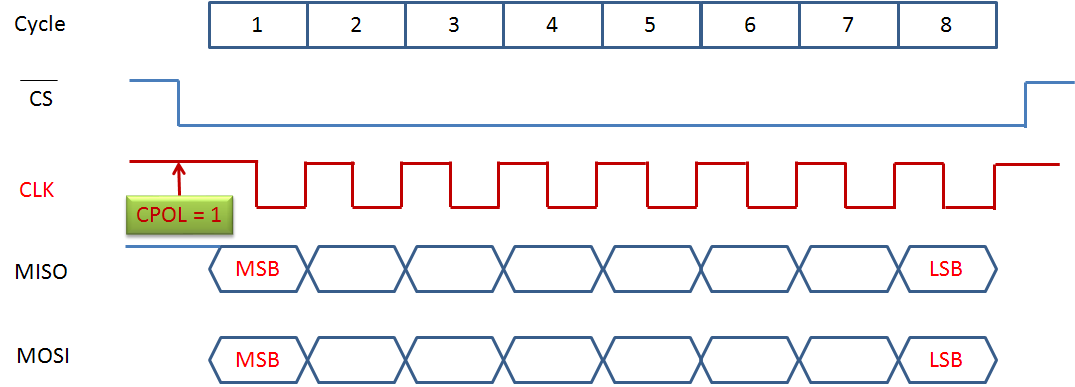 Cycle 1 2 3 4 5 6 7 8
CS
CLK
CPOL = 1
MISO MSB LSB
MOSI MSB LSB